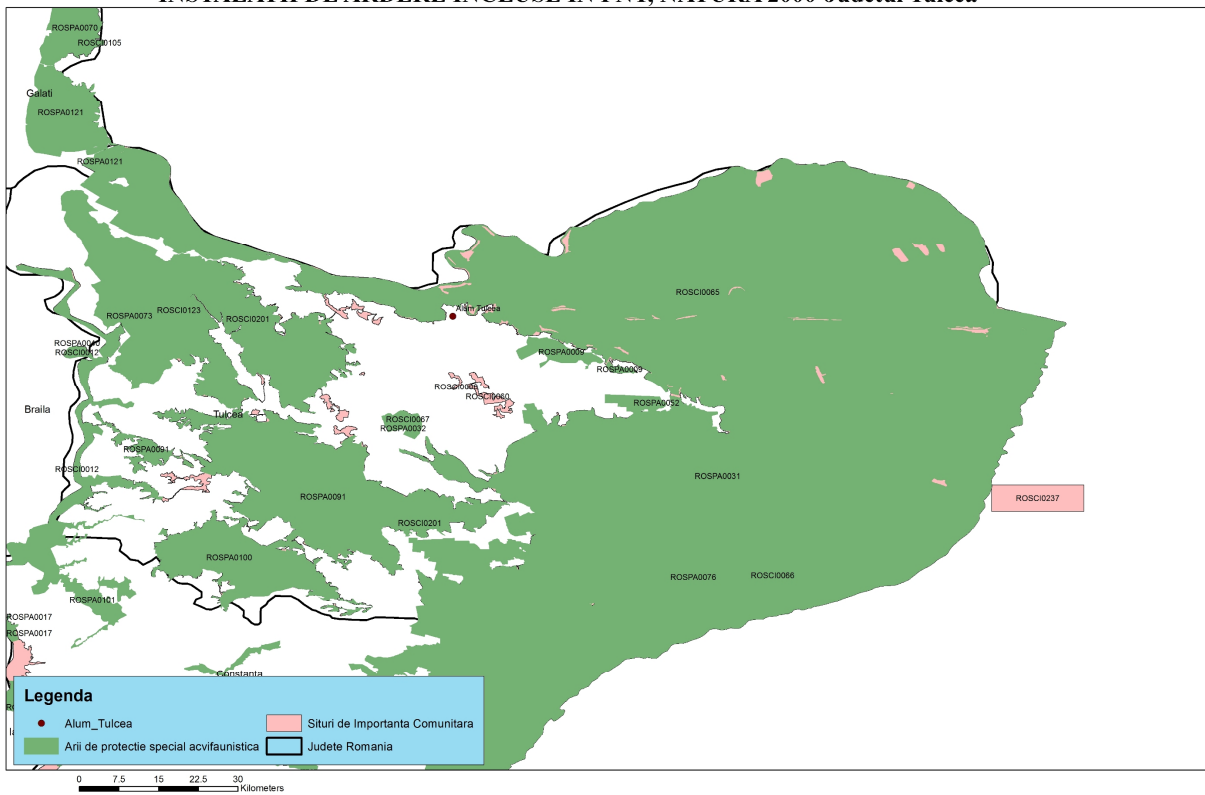 ROSPA0070
ROSCI0105
Galati
ROSPA0121
ROSPA0121
ROSCI0065
ROSCI0123
ROSPA0073
ROSCI0201
Alum Tulcea
ROSCI0012
ROSPA0009
ROSPA0009
ROSCI0060
ROSPA0052
Braila
Tulcea
ROSCI0067
ROSPA0032
ROSPA0091
ROSCI0012
ROSPA0031
ROSPA0091
ROSCI0237
ROSCI0201
ROSPA0100
ROSPA0076
ROSCI0066
ROSPA0101
ROSPA0017
ROSPA0017
Constanta
Legenda
Alum_Tulcea
Situri de Importanta Comunitara
Arii de protectie special acvifaunistica
Judete Romania
0 7.5 15 22.5 30
Kilometers